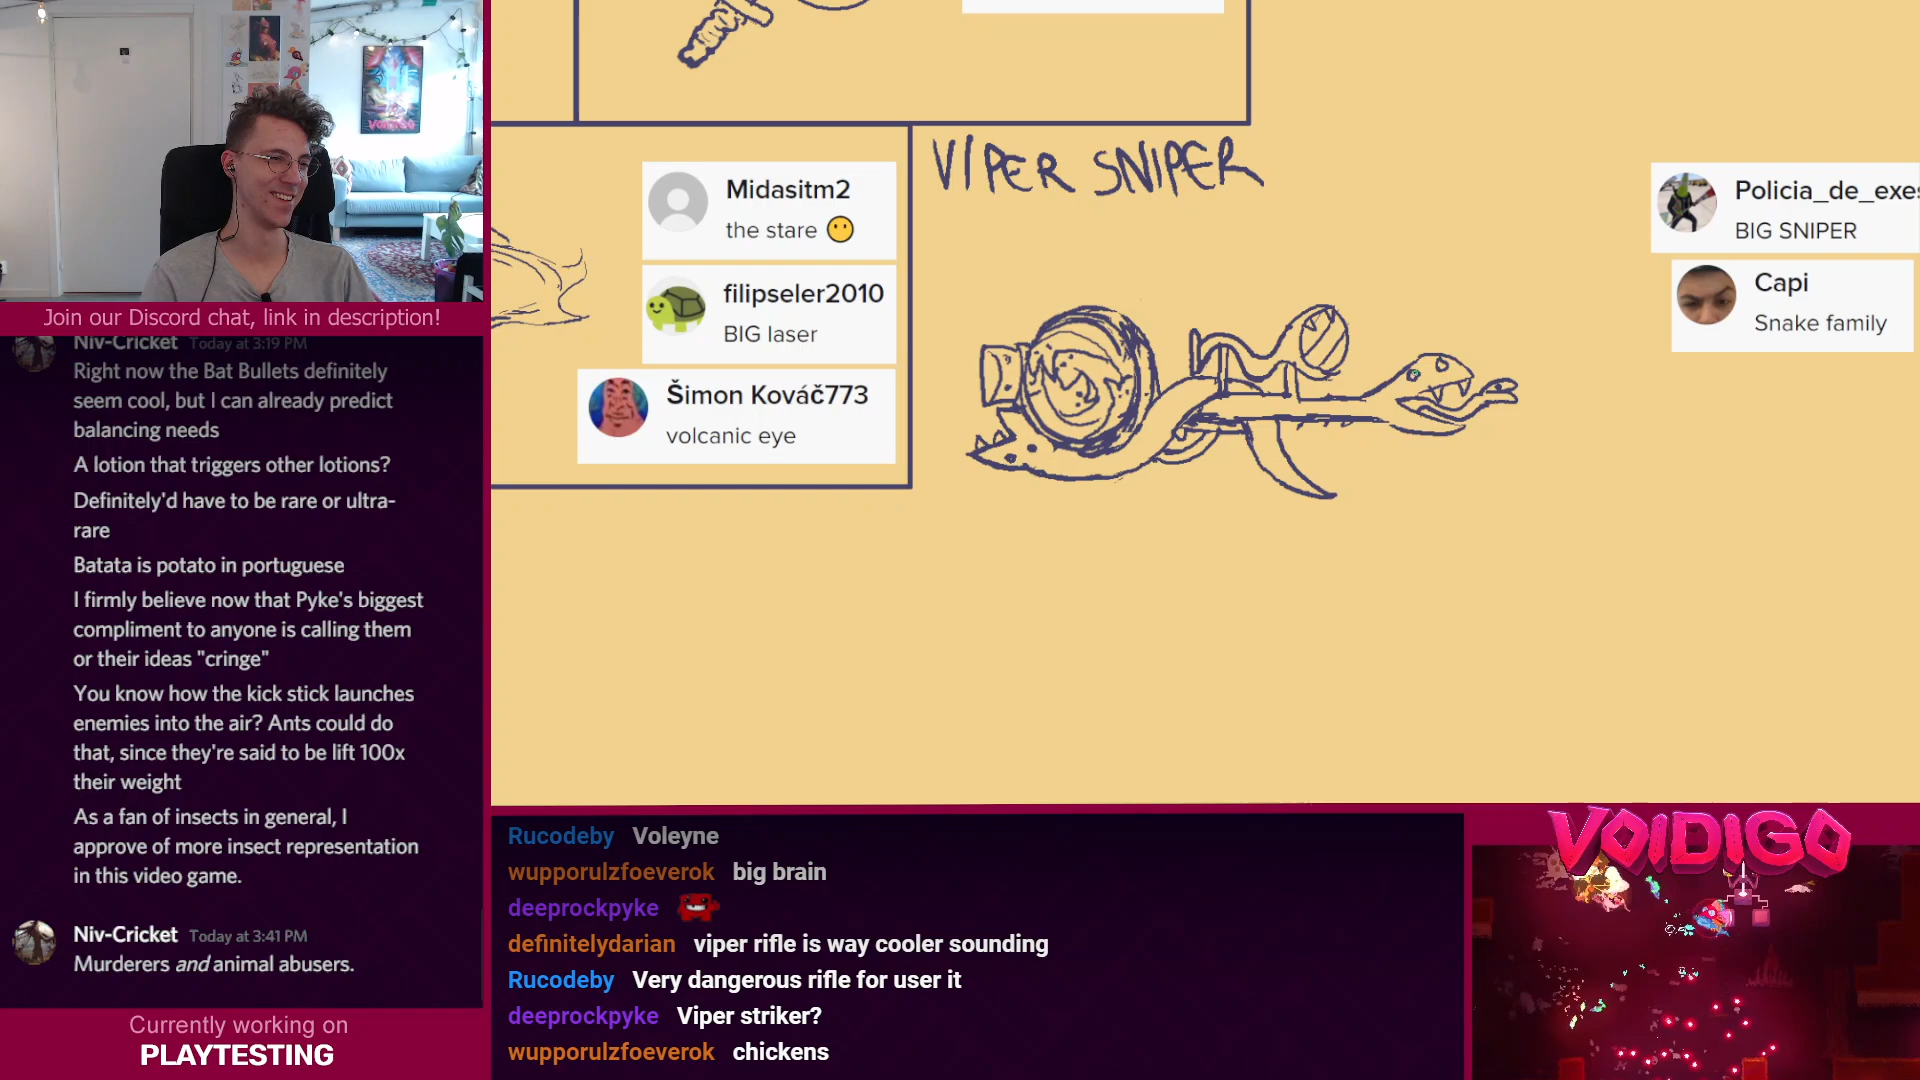 Join our Discord chat, link in description!
Niv-Cricket Today at 3:19 PM
Right now the Bat Bullets definitely
seem cool, but I can already predict
balancing needs
A lotion that triggers other lotions?
Definitely'd have to be rare or ultra-
rare
Batata is potato in portuguese
I firmly believe now that Pyke's biggest
compliment to anyone is calling them
or their ideas "cringe"
You know how the kick stick launches
enemies into the air? Ants could do
that, since they're said to be lift 100x
their weight
As a fan of insects in general, I
approve of more insect representation
in this video game.
Niv-Cricket Today at 3:41 PM
Murderers and animal abusers.
Currently working on
PLAYTESTING
Midasitm2
the stare 😶
filipseler2010
BIG laser
Šimon Kováč773
volcanic eye
VIPER SNIPER
Policia_de_exe
BIG SNIPER
Capi
Snake family
Rucodeby Voleyne
wupporulzfoeverok big brain
deeprockpyke
definitelydarian viper rifle is way cooler sounding
Rucodeby Very dangerous rifle for user it
deeprockpyke Viper striker?
wupporulzfoeverok chickens
VOIDIGO